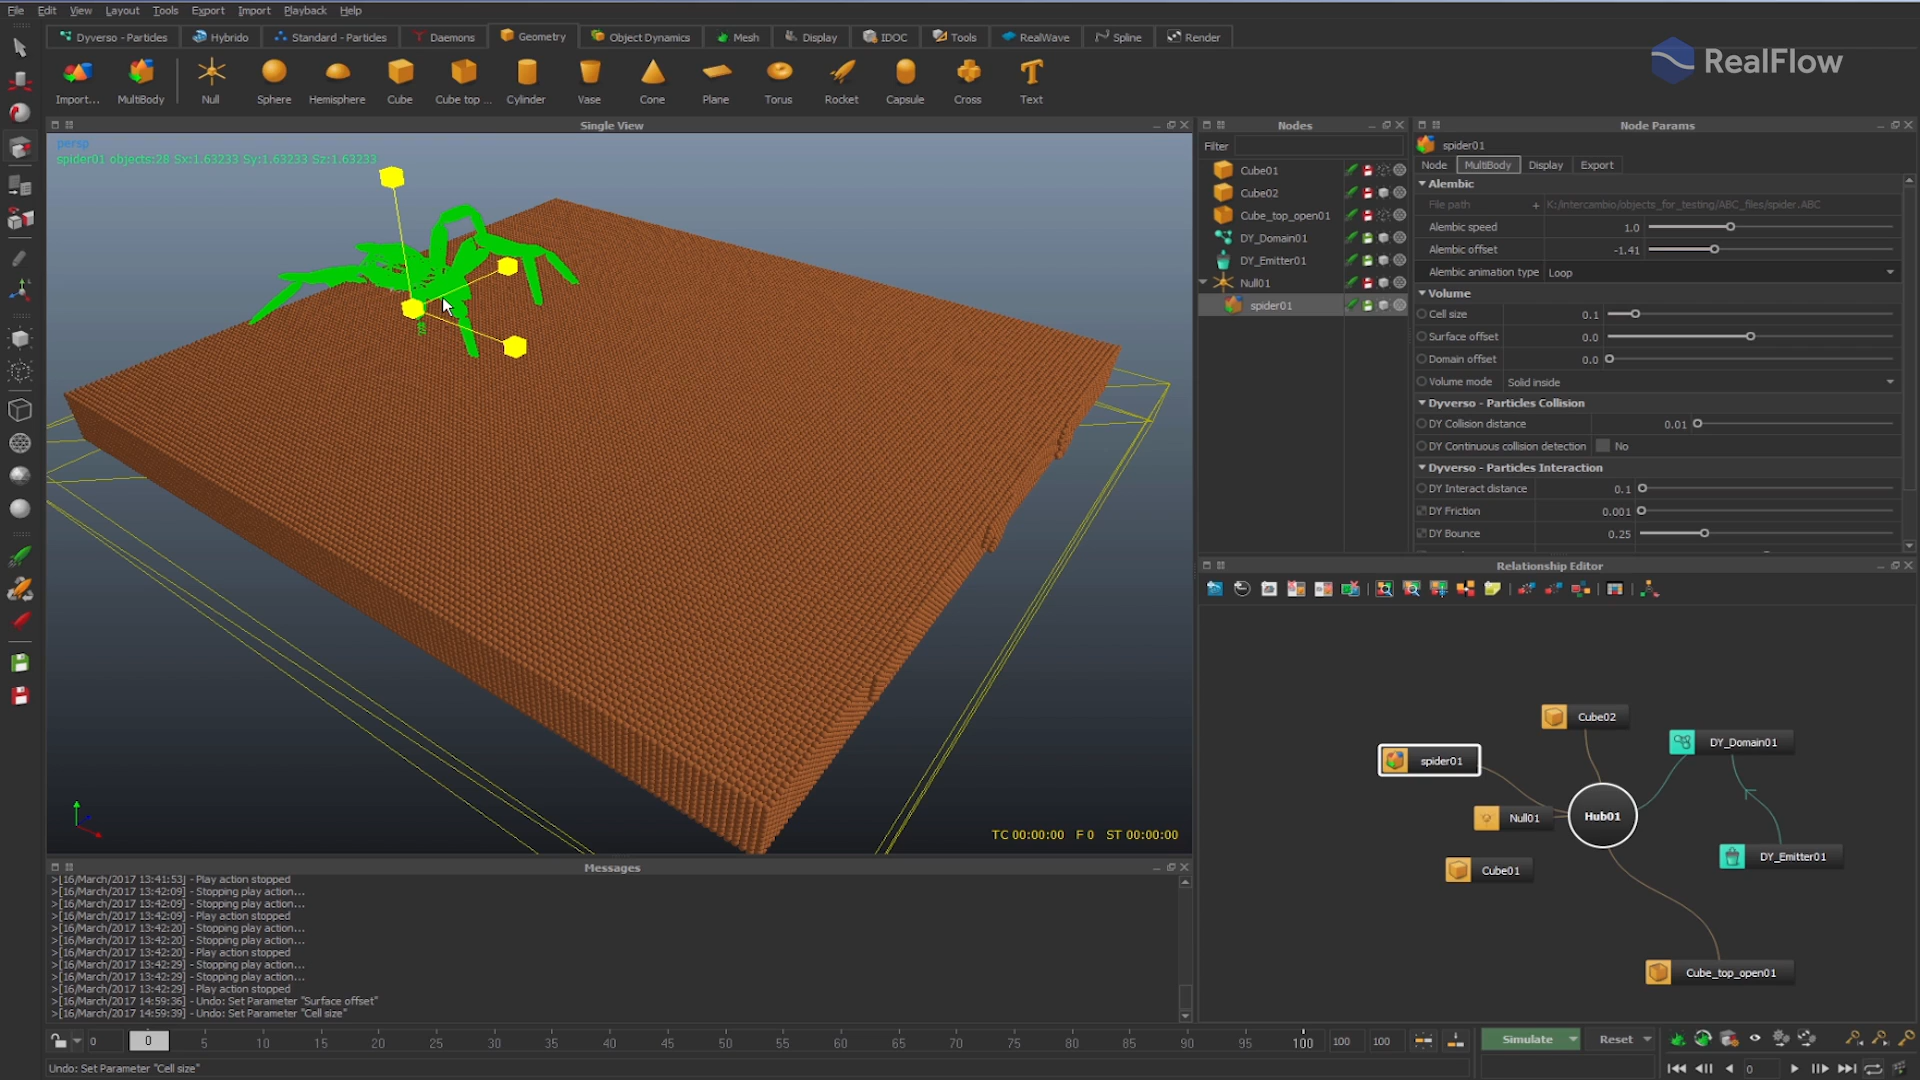 File Edit View Layout Tools Export Import Playback Help
Dyverso - Particles Hybrido Standard - Particles Daemons Geometry Object Dynamics Mesh Display IDOC Tools RealWave Spline Render
RealFlow
Import... MultiBody Null Sphere Hemisphere Cube Cube top ... Cylinder Vase Cone Plane Torus Rocket Capsule Cross Text
Single View
persp
spider01 objects:28 Sx:1.63233 Sy:1.63233 Sz:1.63233
TC 00:00:00 F 0 ST 00:00:00
Nodes
Filter
Cube01
Cube02
Cube_top_open01
DY_Domain01
DY_Emitter01
Null01
spider01
Node Params
spider01
Node MultiBody Display Export
Alembic
File path + K:/intercambio/objects_for_testing/ABC_files/spider.ABC
Alembic speed 1.0
Alembic offset -1.41
Alembic animation type Loop
Volume
Cell size 0.1
Surface offset 0.0
Domain offset 0.0
Volume mode Solid inside
Dyverso - Particles Collision
DY Collision distance 0.01
DY Continuous collision detection No
Dyverso - Particles Interaction
DY Interact distance 0.1
DY Friction 0.001
DY Bounce 0.25
Relationship Editor
Cube02
spider01
DY_Domain01
Null01
Hub01
Cube01
DY_Emitter01
Cube_top_open01
Messages
>[16/March/2017 13:41:53] - Play action stopped
>[16/March/2017 13:42:09] - Stopping play action...
>[16/March/2017 13:42:09] - Stopping play action...
>[16/March/2017 13:42:09] - Play action stopped
>[16/March/2017 13:42:20] - Stopping play action...
>[16/March/2017 13:42:20] - Stopping play action...
>[16/March/2017 13:42:20] - Play action stopped
>[16/March/2017 13:42:29] - Stopping play action...
>[16/March/2017 13:42:29] - Stopping play action...
>[16/March/2017 13:42:29] - Play action stopped
>[16/March/2017 14:59:36] - Undo: Set Parameter "Surface offset"
>[16/March/2017 14:59:39] - Undo: Set Parameter "Cell size"
0 0 5 10 15 20 25 30 35 40 45 50 55 60 65 70 75 80 85 90 95 100 100 100
Simulate Reset
Undo: Set Parameter "Cell size"
0